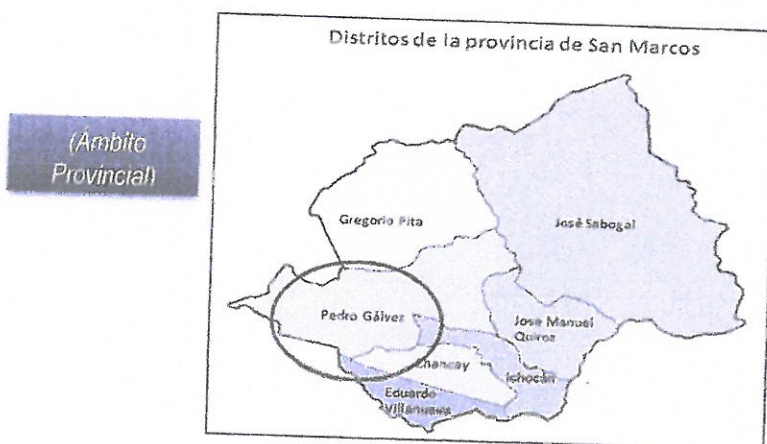 Distritos de la provincia de San Marcos
(Ámbito
Provincial)
Gregorio Pita
José Sabogal
Pedro Gálvez
José Manuel
Quiroz
Chancay
Ichocán
Eduardo
Villanueva